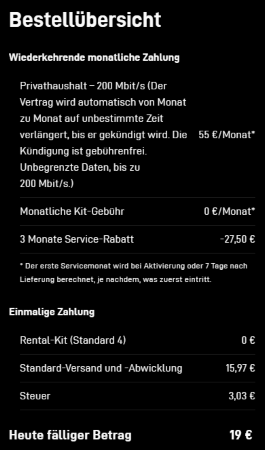 Bestellübersicht
Wiederkehrende monatliche Zahlung
Privathaushalt – 200 Mbit/s (Der
Vertrag wird automatisch von Monat
zu Monat auf unbestimmte Zeit
verlängert, bis er gekündigt wird. Die 55 €/Monat*
Kündigung ist gebührenfrei.
Unbegrenzte Daten, bis zu
200 Mbit/s.)
Monatliche Kit-Gebühr 0 €/Monat*
3 Monate Service-Rabatt -27,50 €
* Der erste Servicemonat wird bei Aktivierung oder 7 Tage nach
Lieferung berechnet, je nachdem, was zuerst eintritt.
Einmalige Zahlung
Rental-Kit (Standard 4) 0 €
Standard-Versand und -Abwicklung 15,97 €
Steuer 3,03 €
Heute fälliger Betrag 19 €